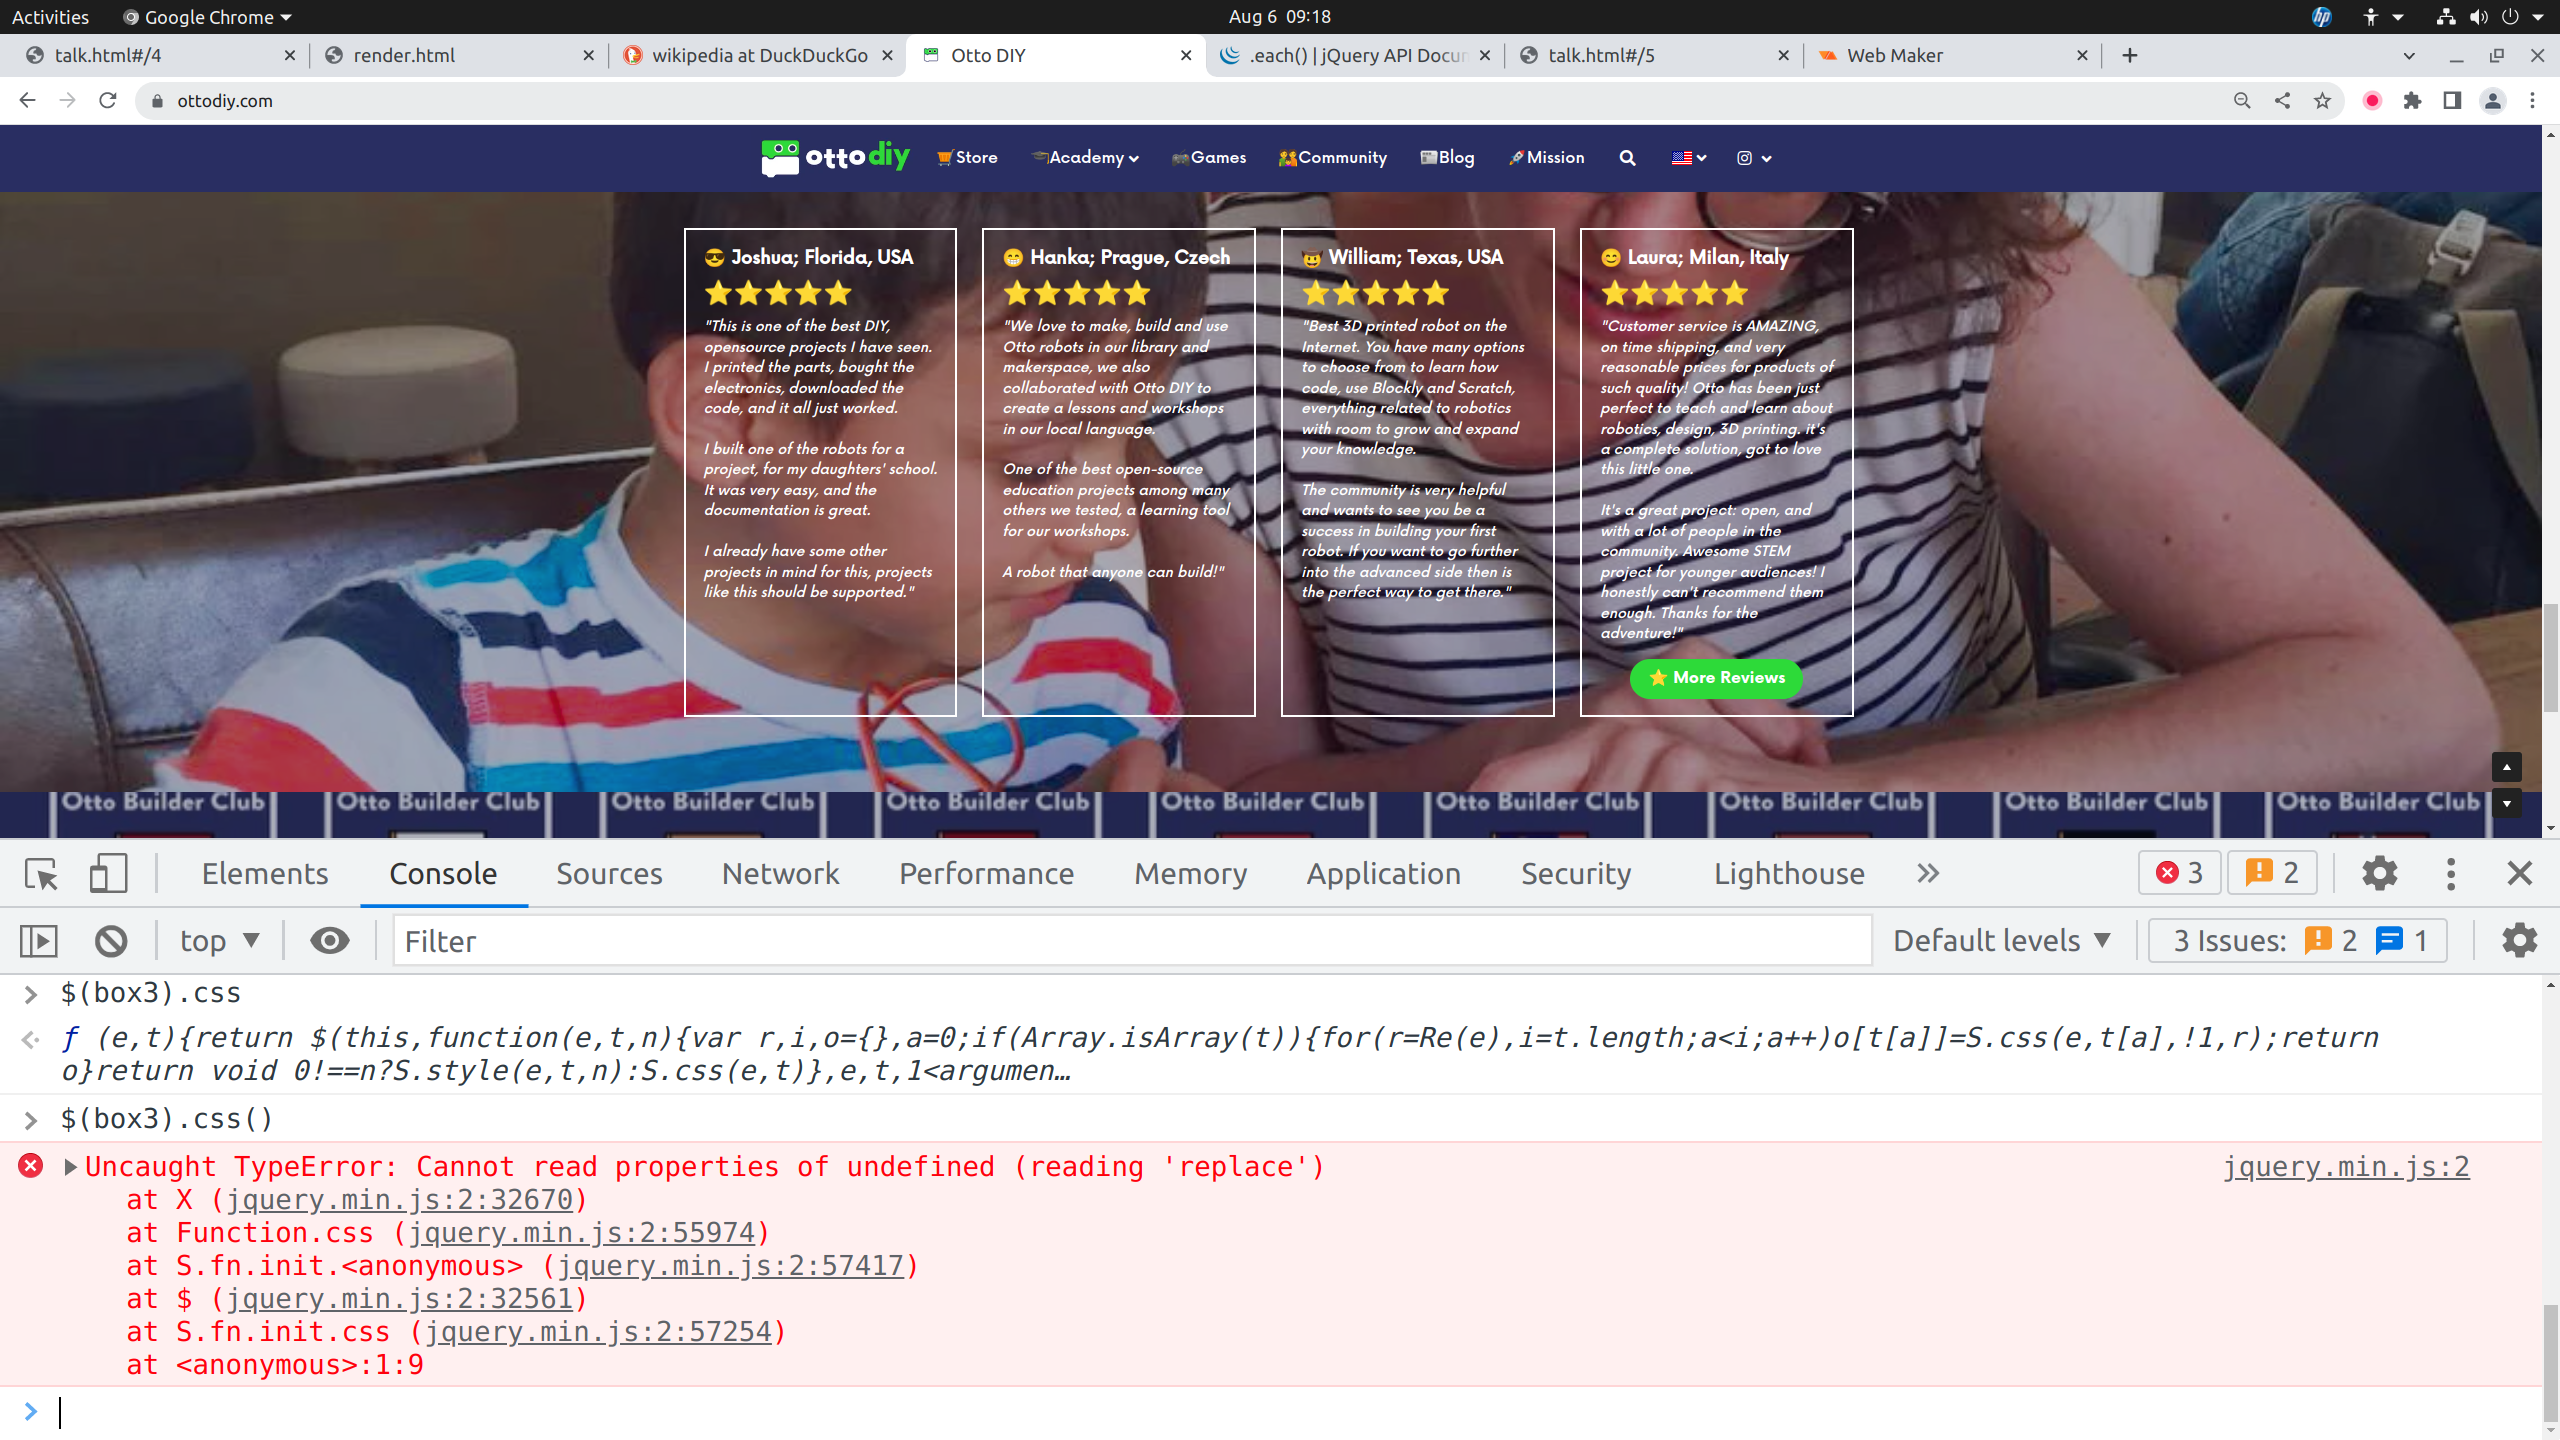 Activities
Google Chrome
Aug 6 09:18
hp
talk.html#/4
render.html
wikipedia at DuckDuckGo
Otto DIY
.each() | jQuery API Docu
talk.html#/5
Web Maker
ottodiy.com
otto diy
Store
Academy
Games
Community
Blog
Mission
Joshua; Florida, USA
"This is one of the best DIY,
opensource projects I have seen.
I printed the parts, bought the
electronics, downloaded the
code, and it all just worked.
I built one of the robots for a
project, for my daughters' school.
It was very easy, and the
documentation is great.
I already have some other
projects in mind for this, projects
like this should be supported."
Hanka; Prague, Czech
"We love to make, build and use
Otto robots in our library and
makerspace, we also
collaborated with Otto DIY to
create a lessons and workshops
in our local language.
One of the best open-source
education projects among many
others we tested, a learning tool
for our workshops.
A robot that anyone can build!"
William; Texas, USA
"Best 3D printed robot on the
Internet. You have many options
to choose from to learn how
code, use Blockly and Scratch,
everything related to robotics
with room to grow and expand
your knowledge.
The community is very helpful
and wants to see you be a
success in building your first
robot. If you want to go further
into the advanced side then is
the perfect way to get there."
Laura; Milan, Italy
"Customer service is AMAZING,
on time shipping, and very
reasonable prices for products of
such quality! Otto has been just
perfect to teach and learn about
robotics, design, 3D printing. it's
a complete solution, got to love
this little one.
It's a great project: open, and
with a lot of people in the
community. Awesome STEM
project for younger audiences! I
honestly can't recommend them
enough. Thanks for the
adventure!"
More Reviews
Otto Builder Club
Otto Builder Club
Otto Builder Club
Otto Builder Club
Otto Builder Club
Otto Builder Club
Otto Builder Club
Otto Builder Club
Otto Builder Club
Elements
Console
Sources
Network
Performance
Memory
Application
Security
Lighthouse
3
2
top
Filter
Default levels
3 Issues: 2 1
$(box3).css
f (e,t){return $(this,function(e,t,n){var r,i,o={},a=0;if(Array.isArray(t)){for(r=Re(e),i=t.length;a<i;a++)o[t[a]]=S.css(e,t[a],!1,r);return
o}return void 0!==n?S.style(e,t,n):S.css(e,t)},e,t,1<argumen…
$(box3).css()
Uncaught TypeError: Cannot read properties of undefined (reading 'replace')
jquery.min.js:2
at X (jquery.min.js:2:32670)
at Function.css (jquery.min.js:2:55974)
at S.fn.init.<anonymous> (jquery.min.js:2:57417)
at $ (jquery.min.js:2:32561)
at S.fn.init.css (jquery.min.js:2:57254)
at <anonymous>:1:9